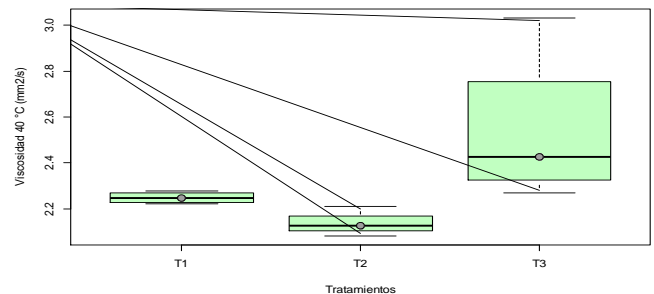 Viscosidad 40 °C (mm2/s)
3.0
2.8
2.6
2.4
2.2
T1
T2
T3
Tratamientos